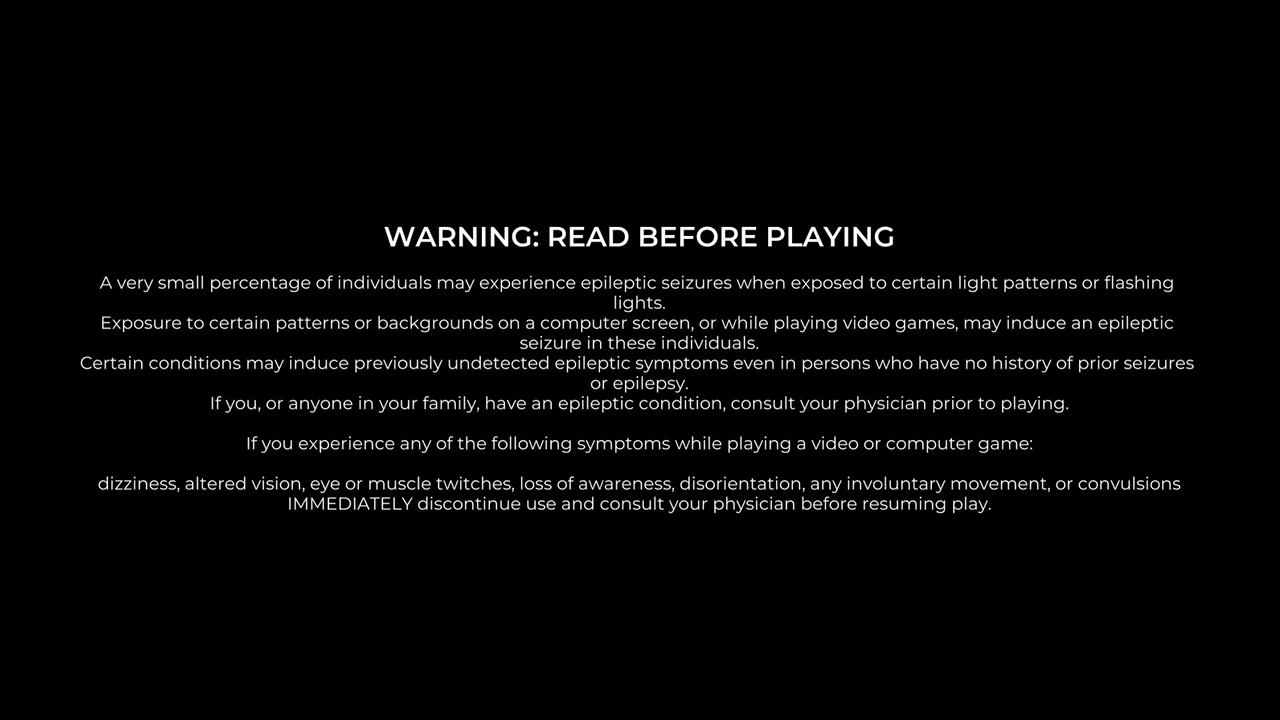 WARNING: READ BEFORE PLAYING
A very small percentage of individuals may experience epileptic seizures when exposed to certain light patterns or flashing
lights.
Exposure to certain patterns or backgrounds on a computer screen, or while playing video games, may induce an epileptic
seizure in these individuals.
Certain conditions may induce previously undetected epileptic symptoms even in persons who have no history of prior seizures
or epilepsy.
If you, or anyone in your family, have an epileptic condition, consult your physician prior to playing.
If you experience any of the following symptoms while playing a video or computer game:
dizziness, altered vision, eye or muscle twitches, loss of awareness, disorientation, any involuntary movement, or convulsions
IMMEDIATELY discontinue use and consult your physician before resuming play.